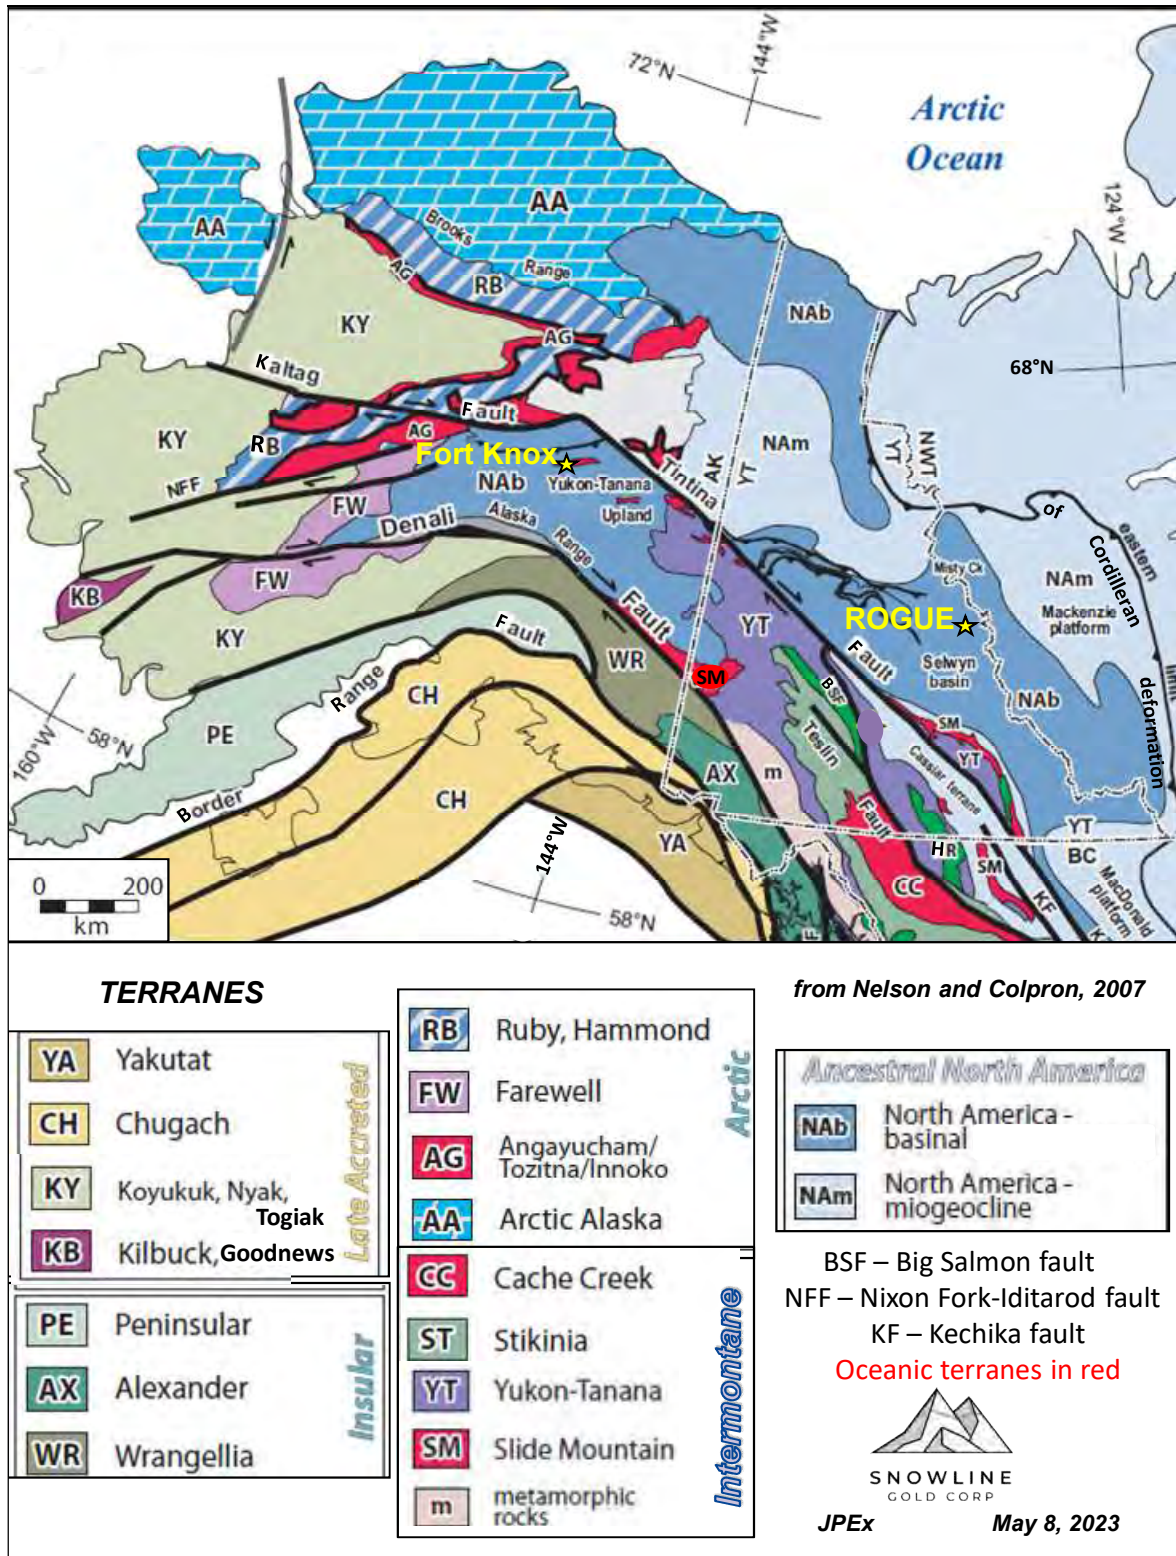 72°N
144°W
Arctic
Ocean
124°W
AA
AA
Brooks
Range
AG
RB
NAb
KY
AG
68°N
Kaltag
Fault
KY
RB
AG
NAm
AK
YT
YT
NWT
Fort Knox
Tintina
NFF
NAb
Yukon-Tanana
Upland
FW
Denali
Alaska
Range
of
eastern
Cordilleran
Misty Ck
NAm
Mackenzie
platform
KB
FW
KY
Fault
Fault
WR
YT
ROGUE
Fault
Selwyn
basin
SM
NAb
limit
deformation
160°W
58°N
PE
Range
CH
BSF
Teslin
SM
YT
Cassiar terrane
AX
m
Border
CH
144°W
YA
Fault
HR
YT
BC
SM
MacDonald
platform
CC
KF
58°N
0 200
km
TERRANES
from Nelson and Colpron, 2007
YA Yakutat
CH Chugach
KY Koyukuk, Nyak,
Togiak
KB Kilbuck, Goodnews
Late Accreted
PE Peninsular
AX Alexander
WR Wrangellia
Insular
RB Ruby, Hammond
FW Farewell
AG Angayucham/
Tozitna/Innoko
AA Arctic Alaska
Arctic
CC Cache Creek
ST Stikinia
YT Yukon-Tanana
SM Slide Mountain
m metamorphic
rocks
Intermontane
Ancestral North America
NAb North America -
basinal
NAm North America -
miogeocline
BSF – Big Salmon fault
NFF – Nixon Fork-Iditarod fault
KF – Kechika fault
Oceanic terranes in red
SNOWLINE
GOLD CORP
JPEx May 8, 2023